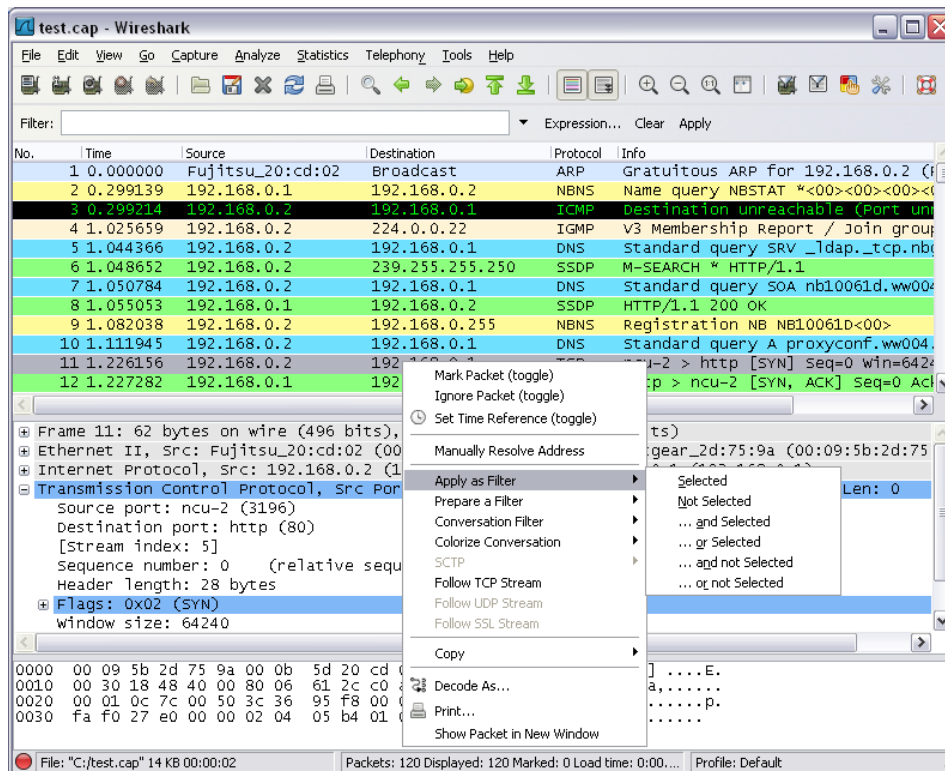 test.cap - Wireshark
File Edit View Go Capture Analyze Statistics Telephony Tools Help
Filter: Expression... Clear Apply
No. Time Source Destination Protocol Info
1 0.000000 Fujitsu_20:cd:02 Broadcast ARP Gratuitous ARP for 192.168.0.2
2 0.299139 192.168.0.1 192.168.0.2 NBNS Name query NBSTAT *<00><00><00><
3 0.299214 192.168.0.2 192.168.0.1 ICMP Destination unreachable (Port
4 1.025659 192.168.0.2 224.0.0.22 IGMP V3 Membership Report / Join
5 1.044366 192.168.0.2 192.168.0.1 DNS Standard query SRV _ldap._tcp.
6 1.048652 192.168.0.2 239.255.255.250 SSDP M-SEARCH * HTTP/1.1
7 1.050784 192.168.0.2 192.168.0.1 DNS Standard query SOA nb10061d.ww004
8 1.055053 192.168.0.1 192.168.0.2 SSDP HTTP/1.1 200 OK
9 1.082038 192.168.0.2 192.168.0.255 NBNS Registration NB NB10061D<00>
10 1.111945 192.168.0.2 192.168.0.1 DNS Standard query A proxyconf.ww004.
11 1.226156 192.168.0.2 > http [SYN] Seq=0 Win=6424
12 1.227282 192.168.0.1 192 > ncu-2 [SYN, ACK] Seq=0
Mark Packet (toggle)
Ignore Packet (toggle)
Set Time Reference (toggle)
Manually Resolve Address
Apply as Filter
Prepare a Filter
Conversation Filter
Colorize Conversation
SCTP
Follow TCP Stream
Follow UDP Stream
Follow SSL Stream
Copy
Decode As...
Print...
Show Packet in New Window
Selected
Not Selected
... and Selected
... or Selected
... and not Selected
... or not Selected
Frame 11: 62 bytes on wire (496 bits), ts)
Ethernet II, Src: Fujitsu_20:cd:02 (00 gear_2d:75:9a (00:09:5b:2d:75
Internet Protocol, Src: 192.168.0.2 (1
Transmission Control Protocol, Src Por Len: 0
Source port: ncu-2 (3196)
Destination port: http (80)
[Stream index: 5]
Sequence number: 0 (relative sequ
Header length: 28 bytes
Flags: 0x02 (SYN)
Window size: 64240
0000 00 09 5b 2d 75 9a 00 0b 5d 20 cd ] ....E.
0010 00 30 18 48 40 00 80 06 61 2c c0 a,......
0020 00 01 0c 7c 00 50 3c 36 95 f8 00 ......p.
0030 fa f0 27 e0 00 00 02 04 05 b4 01 ......
File: "C:/test.cap" 14 KB 00:00:02 Packets: 120 Displayed: 120 Marked: 0 Load time: 0:00.... Profile: Default